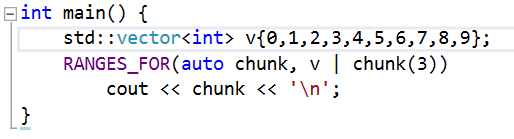 int main() {
    std::vector<int> v{0,1,2,3,4,5,6,7,8,9};
    RANGES_FOR(auto chunk, v | chunk(3))
        cout << chunk << '\n';
}